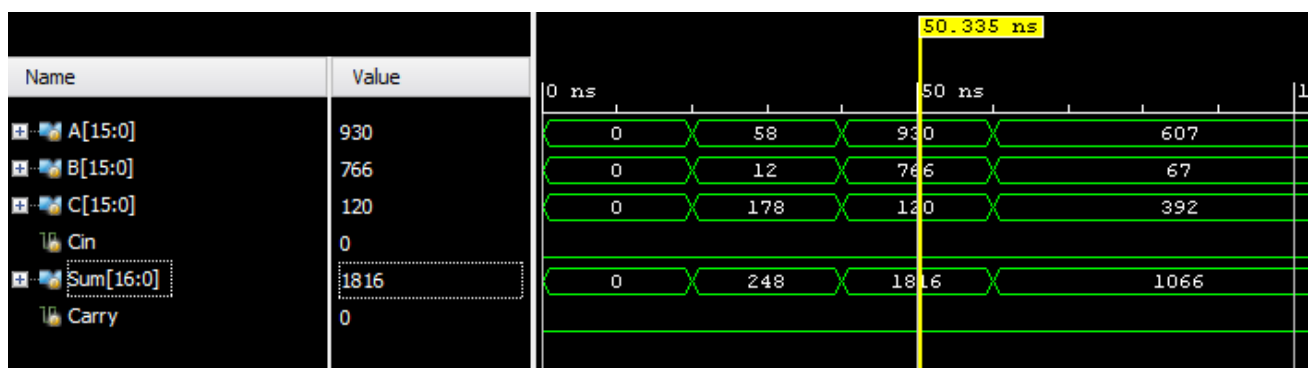 50.335 ns
Name Value 0 ns 50 ns 1
A[15:0] 930 0 58 930 607
B[15:0] 766 0 12 766 67
C[15:0] 120 0 178 120 392
Cin 0
Sum[16:0] 1816 0 248 1816 1066
Carry 0